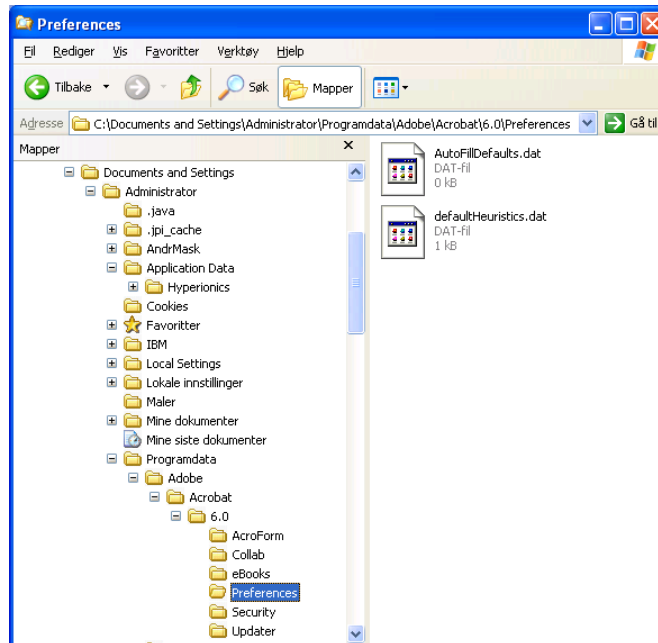 Preferences
Fil Rediger Vis Favoritter Verktøy Hjelp
Tilbake Søk Mapper
Adresse C:\Documents and Settings\Administrator\Programdata\Adobe\Acrobat\6.0\Preferences Gå til
Mapper
Documents and Settings
Administrator
.java
.jpi_cache
AndrMask
Application Data
Hyperionics
Cookies
Favoritter
IBM
Local Settings
Lokale innstillinger
Maler
Mine dokumenter
Mine siste dokumenter
Programdata
Adobe
Acrobat
6.0
AcroForm
Collab
eBooks
Preferences
Security
Updater
AutoFillDefaults.dat
DAT-fil
0 kB
defaultHeuristics.dat
DAT-fil
1 kB